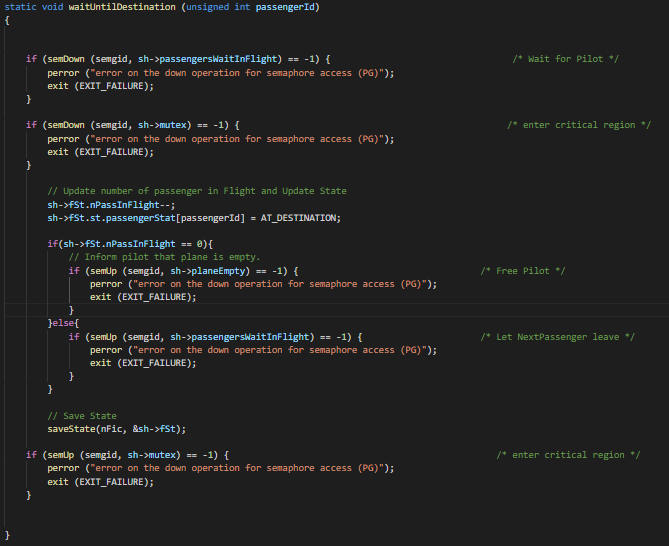 static void waitUntilDestination (unsigned int passengerId)
{
if (semDown (semgid, sh->passengersWaitInFlight) == -1) { /* Wait for Pilot */
perror ("error on the down operation for semaphore access (PG)");
exit (EXIT_FAILURE);
}
if (semDown (semgid, sh->mutex) == -1) { /* enter critical region */
perror ("error on the down operation for semaphore access (PG)");
exit (EXIT_FAILURE);
}
// Update number of passenger in Flight and Update State
sh->fSt.nPassInFlight--;
sh->fSt.st.passengerStat[passengerId] = AT_DESTINATION;
if(sh->fSt.nPassInFlight == 0){
// Inform pilot that plane is empty.
if (semUp (semgid, sh->planeEmpty) == -1) { /* Free Pilot */
perror ("error on the down operation for semaphore access (PG)");
exit (EXIT_FAILURE);
}
}else{
if (semUp (semgid, sh->passengersWaitInFlight) == -1) { /* Let NextPassenger leave */
perror ("error on the down operation for semaphore access (PG)");
exit (EXIT_FAILURE);
}
}
// Save State
saveState(nFic, &sh->fSt);
if (semUp (semgid, sh->mutex) == -1) { /* enter critical region */
perror ("error on the down operation for semaphore access (PG)");
exit (EXIT_FAILURE);
}
}